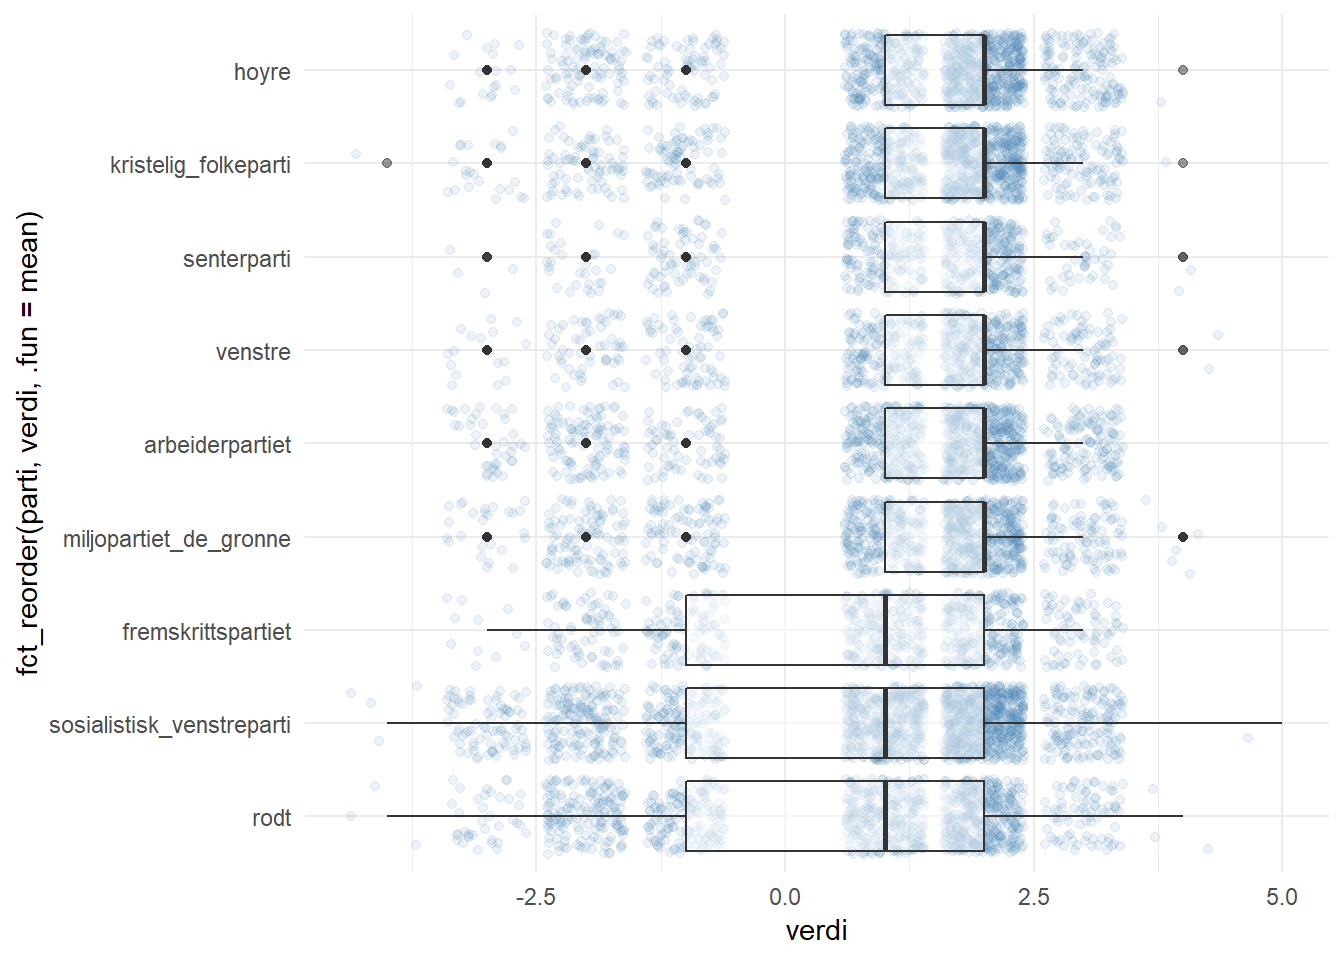 hoyre
kristelig_folkeparti
senterparti
venstre
arbeiderpartiet
miljopartiet_de_gronne
fremskrittspartiet
sosialistisk_venstreparti
rodt
fct_reorder(parti, verdi, .fun = mean)
-2.5 0.0 2.5 5.0
verdi